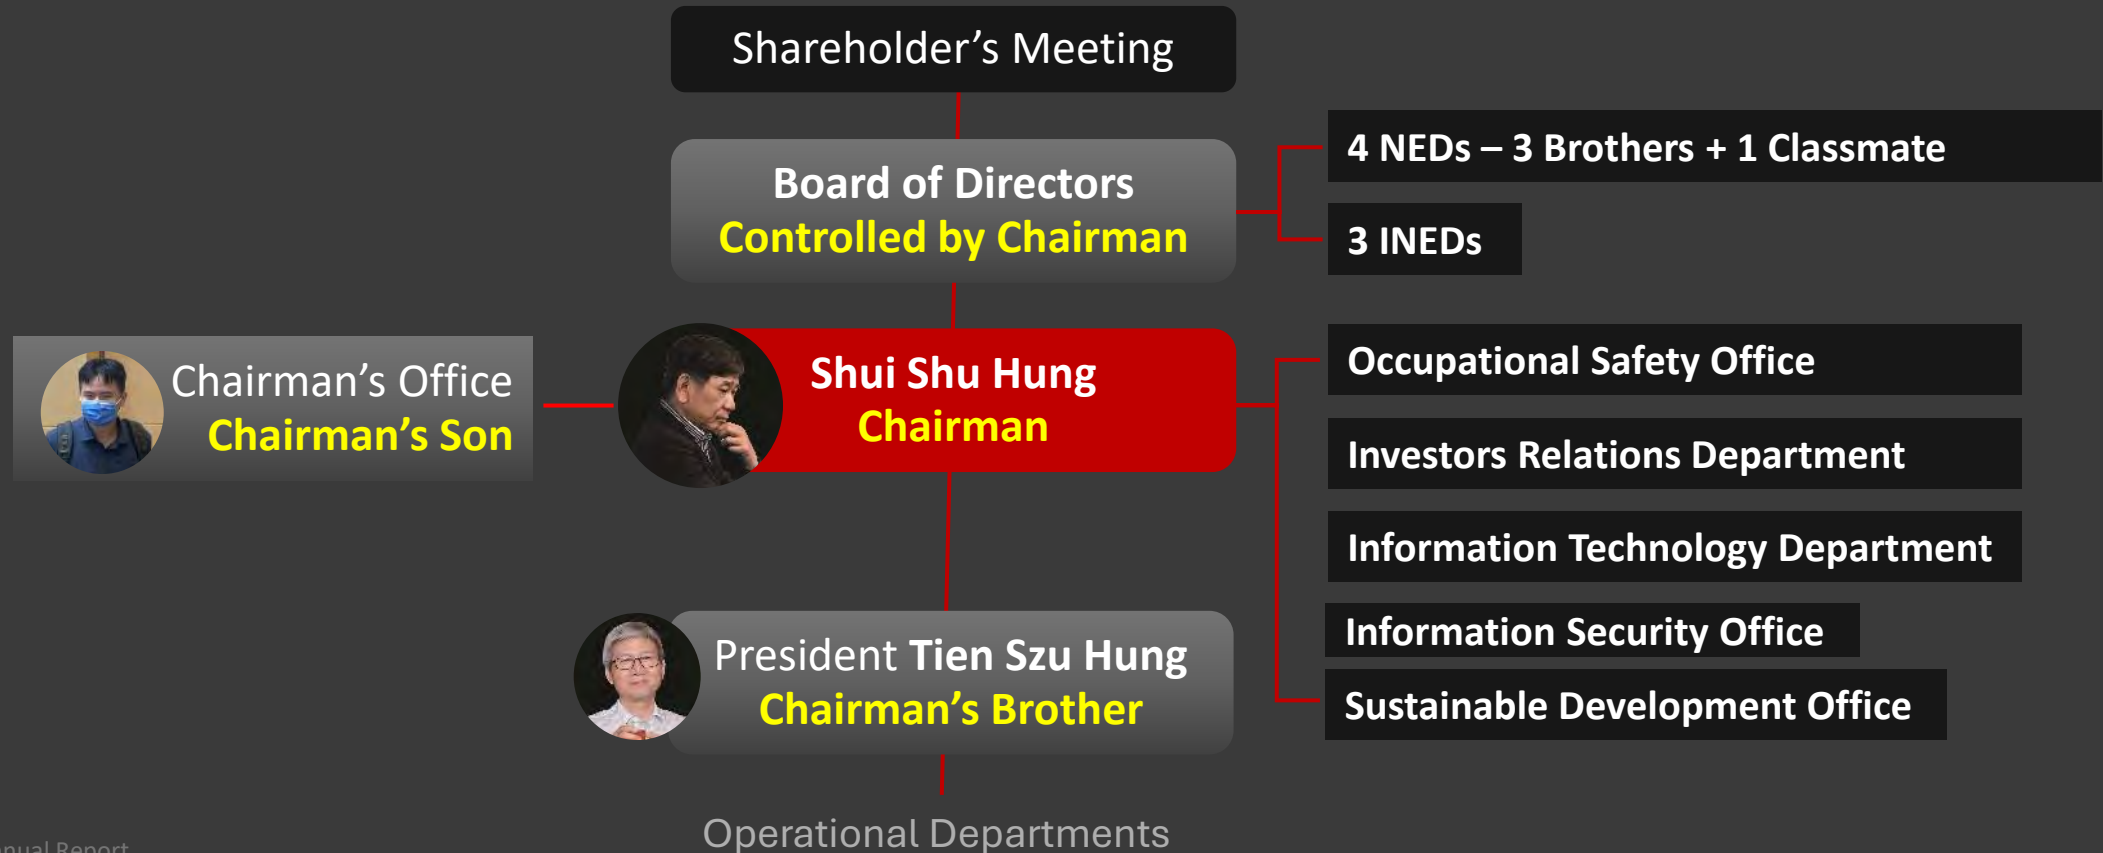 Shareholder’s Meeting
Board of Directors
Controlled by Chairman
4 NEDs – 3 Brothers + 1 Classmate
3 INEDs
Chairman’s Office
Chairman’s Son
Shui Shu Hung
Chairman
Occupational Safety Office
Investors Relations Department
Information Technology Department
Information Security Office
Sustainable Development Office
President Tien Szu Hung
Chairman’s Brother
Operational Departments
Report